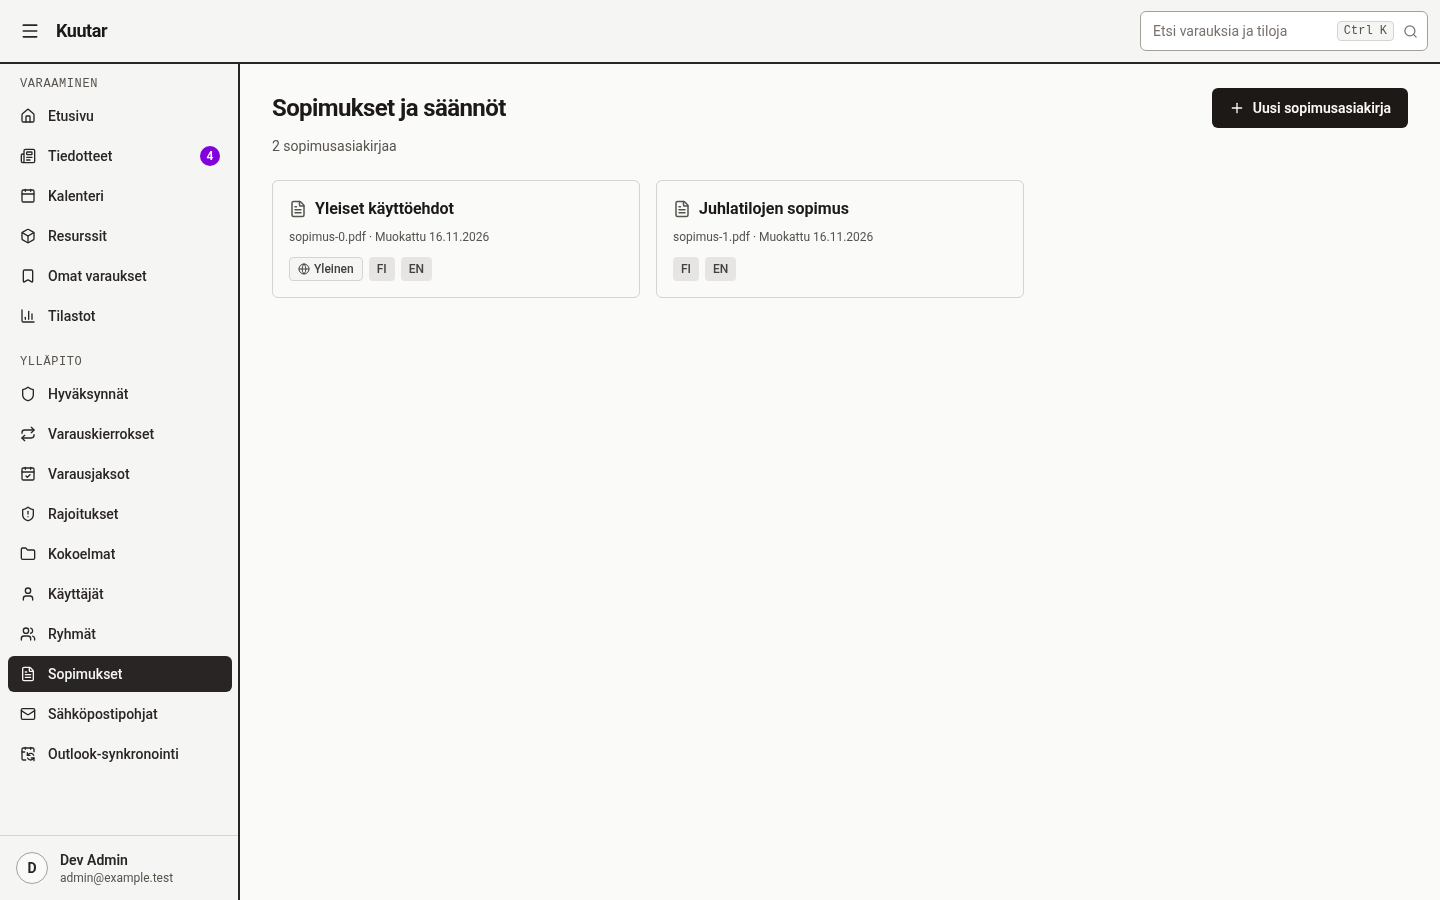 Kuutar
Etsi varauksia ja tiloja
Ctrl K
VARAAMINEN
Etusivu
Tiedotteet
4
Kalenteri
Resurssit
Omat varaukset
Tilastot
YLLÄPITO
Hyväksynnät
Varauskierrokset
Varausjaksot
Rajoitukset
Kokoelmat
Käyttäjät
Ryhmät
Sopimukset
Sähköpostipohjat
Outlook-synkronointi
D
Dev Admin
admin@example.test
Sopimukset ja säännöt
Uusi sopimusasiakirja
2 sopimusasiakirjaa
Yleiset käyttöehdot
sopimus-0.pdf · Muokattu 16.11.2026
Yleinen FI EN
Juhlatilojen sopimus
sopimus-1.pdf · Muokattu 16.11.2026
FI EN